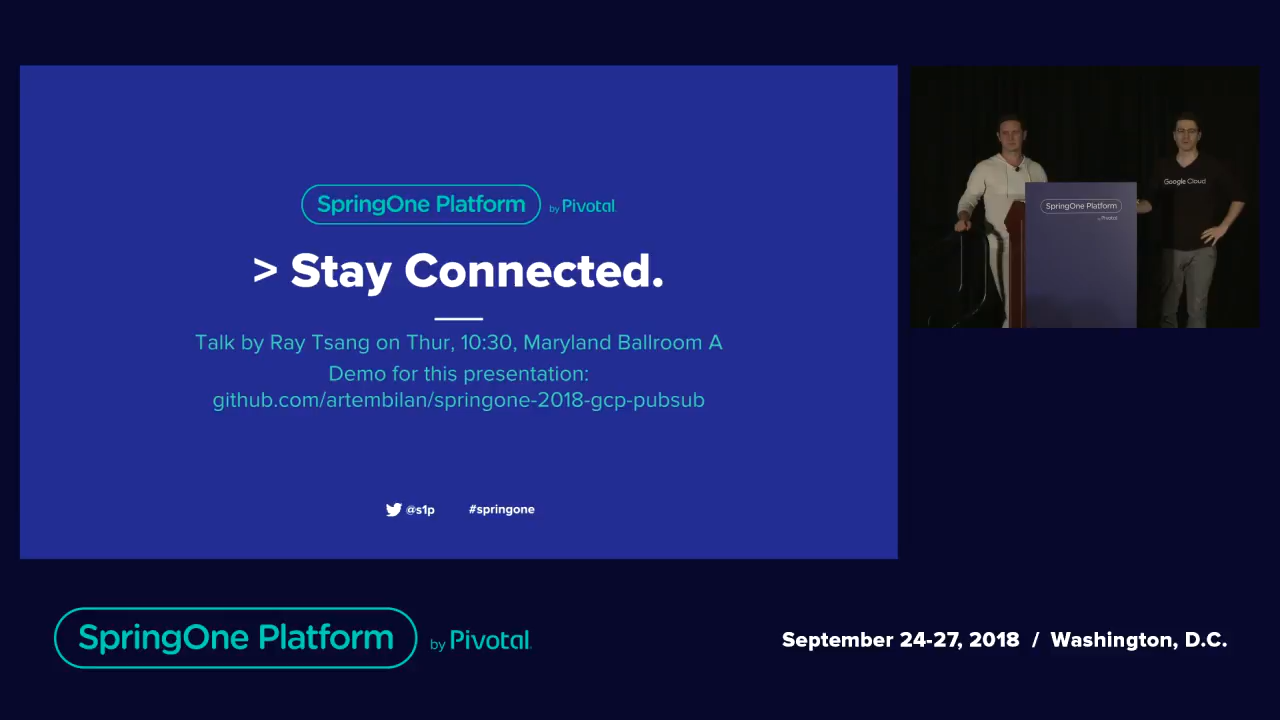 SpringOne Platform by Pivotal.
> Stay Connected.
Talk by Ray Tsang on Thur, 10:30, Maryland Ballroom A
Demo for this presentation:
github.com/artembilan/springone-2018-gcp-pubsub
@s1p #springone
Google Cloud
SpringOne Platform
by Pivotal
SpringOne Platform by Pivotal.
September 24-27, 2018 / Washington, D.C.